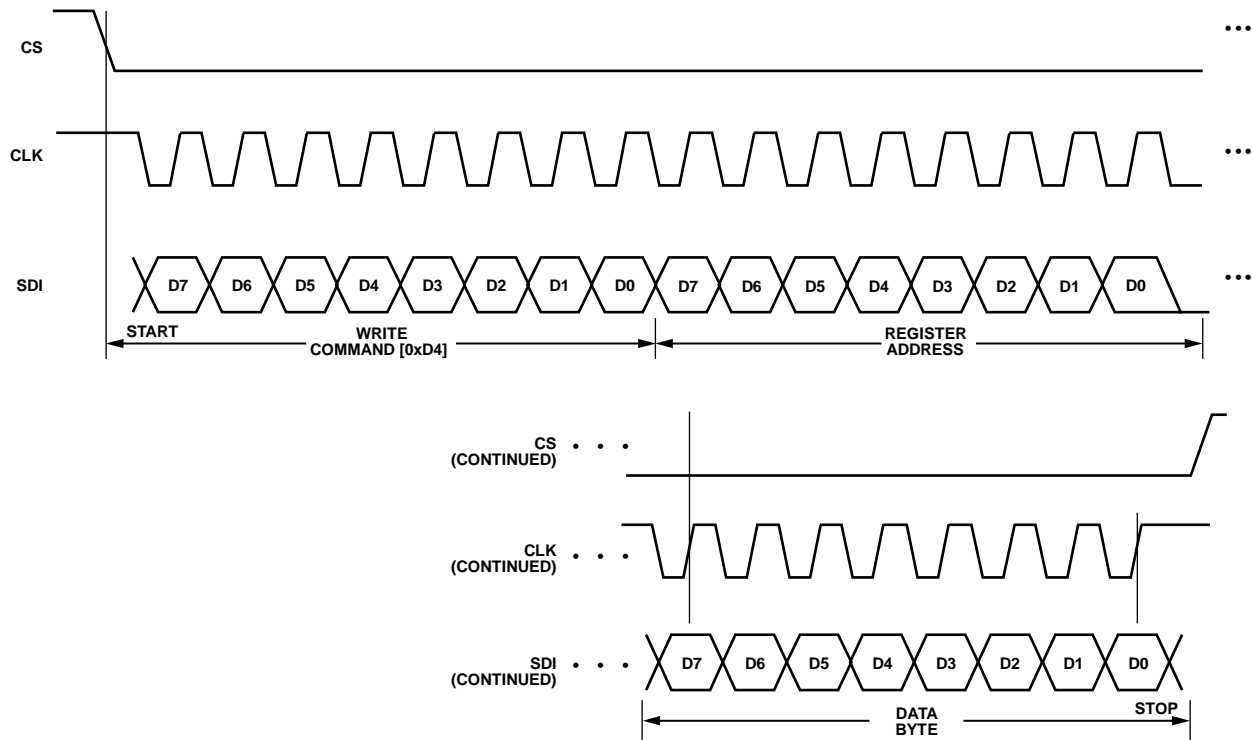 CS
...
CLK
...
SDI
D7 D6 D5 D4 D3 D2 D1 D0 D7 D6 D5 D4 D3 D2 D1 D0
...
START
WRITE
COMMAND [0xD4]
REGISTER
ADDRESS
CS
(CONTINUED)
. . .
CLK
(CONTINUED)
. . .
SDI
(CONTINUED)
. . .
D7 D6 D5 D4 D3 D2 D1 D0
DATA
BYTE
STOP